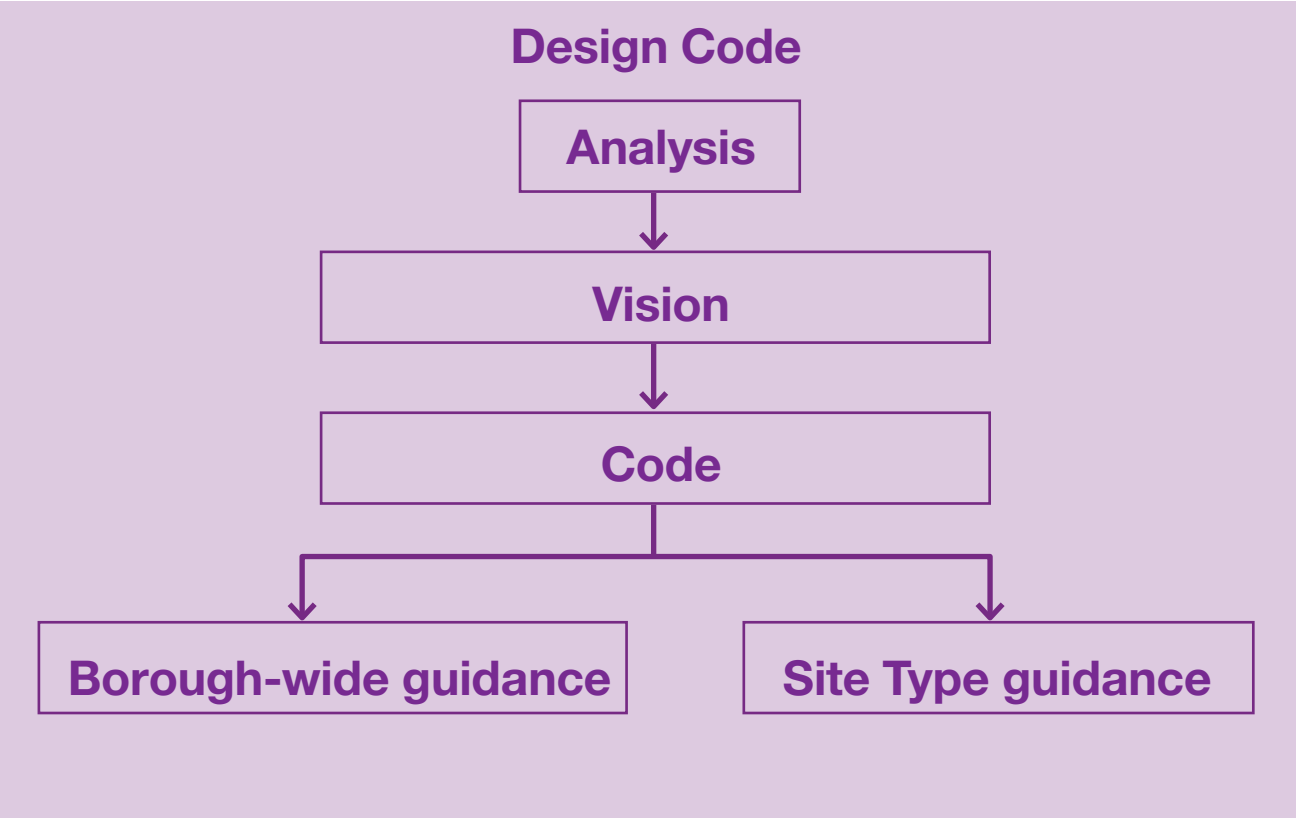 Design Code
Analysis
Vision
Code
Borough-wide guidance
Site Type guidance